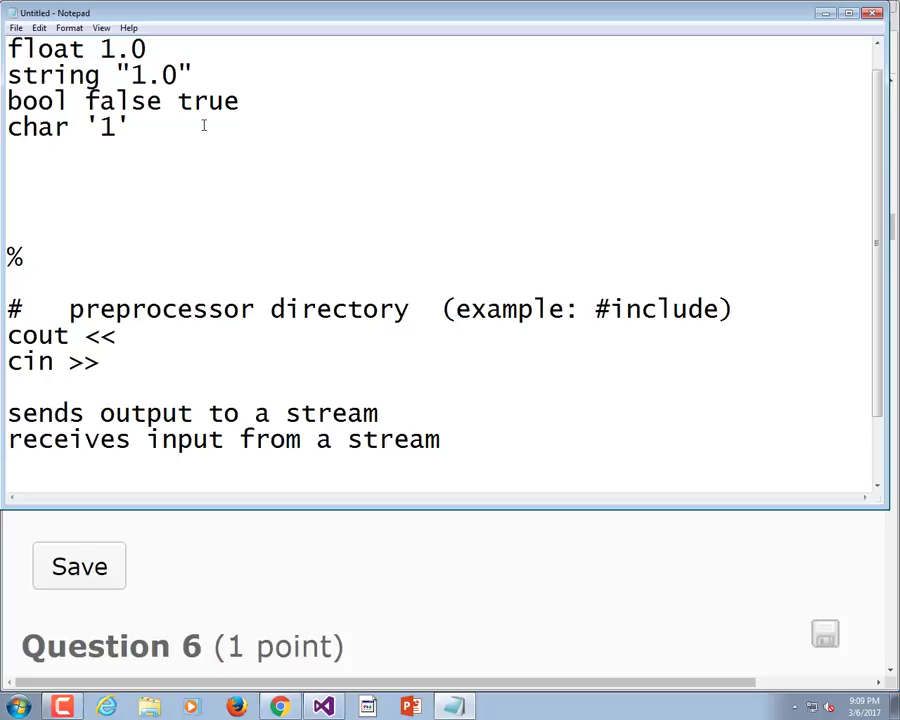 Untitled - Notepad
File Edit Format View Help
float 1.0
string "1.0"
bool false true
char '1'
%
#   preprocessor directory  (example: #include)
cout <<
cin >>
sends output to a stream
receives input from a stream
Save
Question 6 (1 point)
9:09 PM
3/6/2017